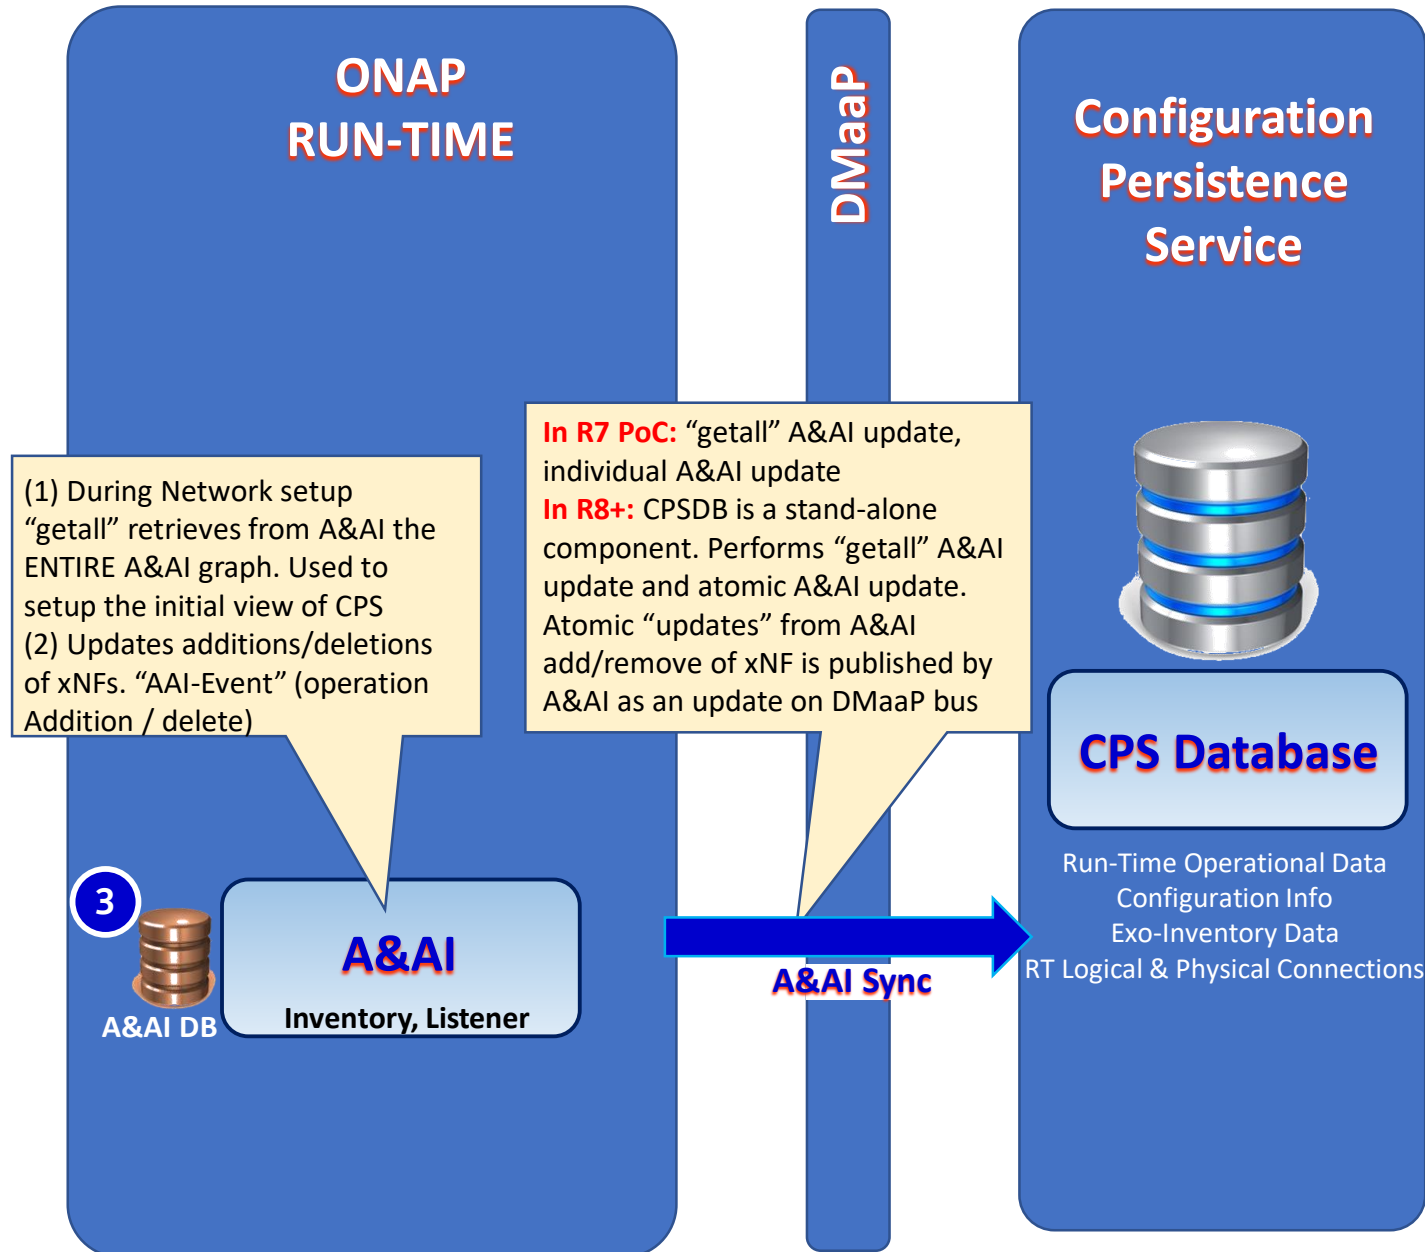 ONAP
RUN-TIME
DMaaP
Configuration
Persistence
Service
In R7 PoC: “getall” A&AI update,
individual A&AI update
In R8+: CPSDB is a stand-alone
component. Performs “getall” A&AI
update and atomic A&AI update.
Atomic “updates” from A&AI
add/remove of xNF is published by
A&AI as an update on DMaaP bus
(1) During Network setup
“getall” retrieves from A&AI the
ENTIRE A&AI graph. Used to
setup the initial view of CPS
(2) Updates additions/deletions
of xNFs. “AAI-Event” (operation
Addition / delete)
CPS Database
Run-Time Operational Data
Configuration Info
Exo-Inventory Data
RT Logical & Physical Connections
3
A&AI DB
A&AI
Inventory, Listener
A&AI Sync